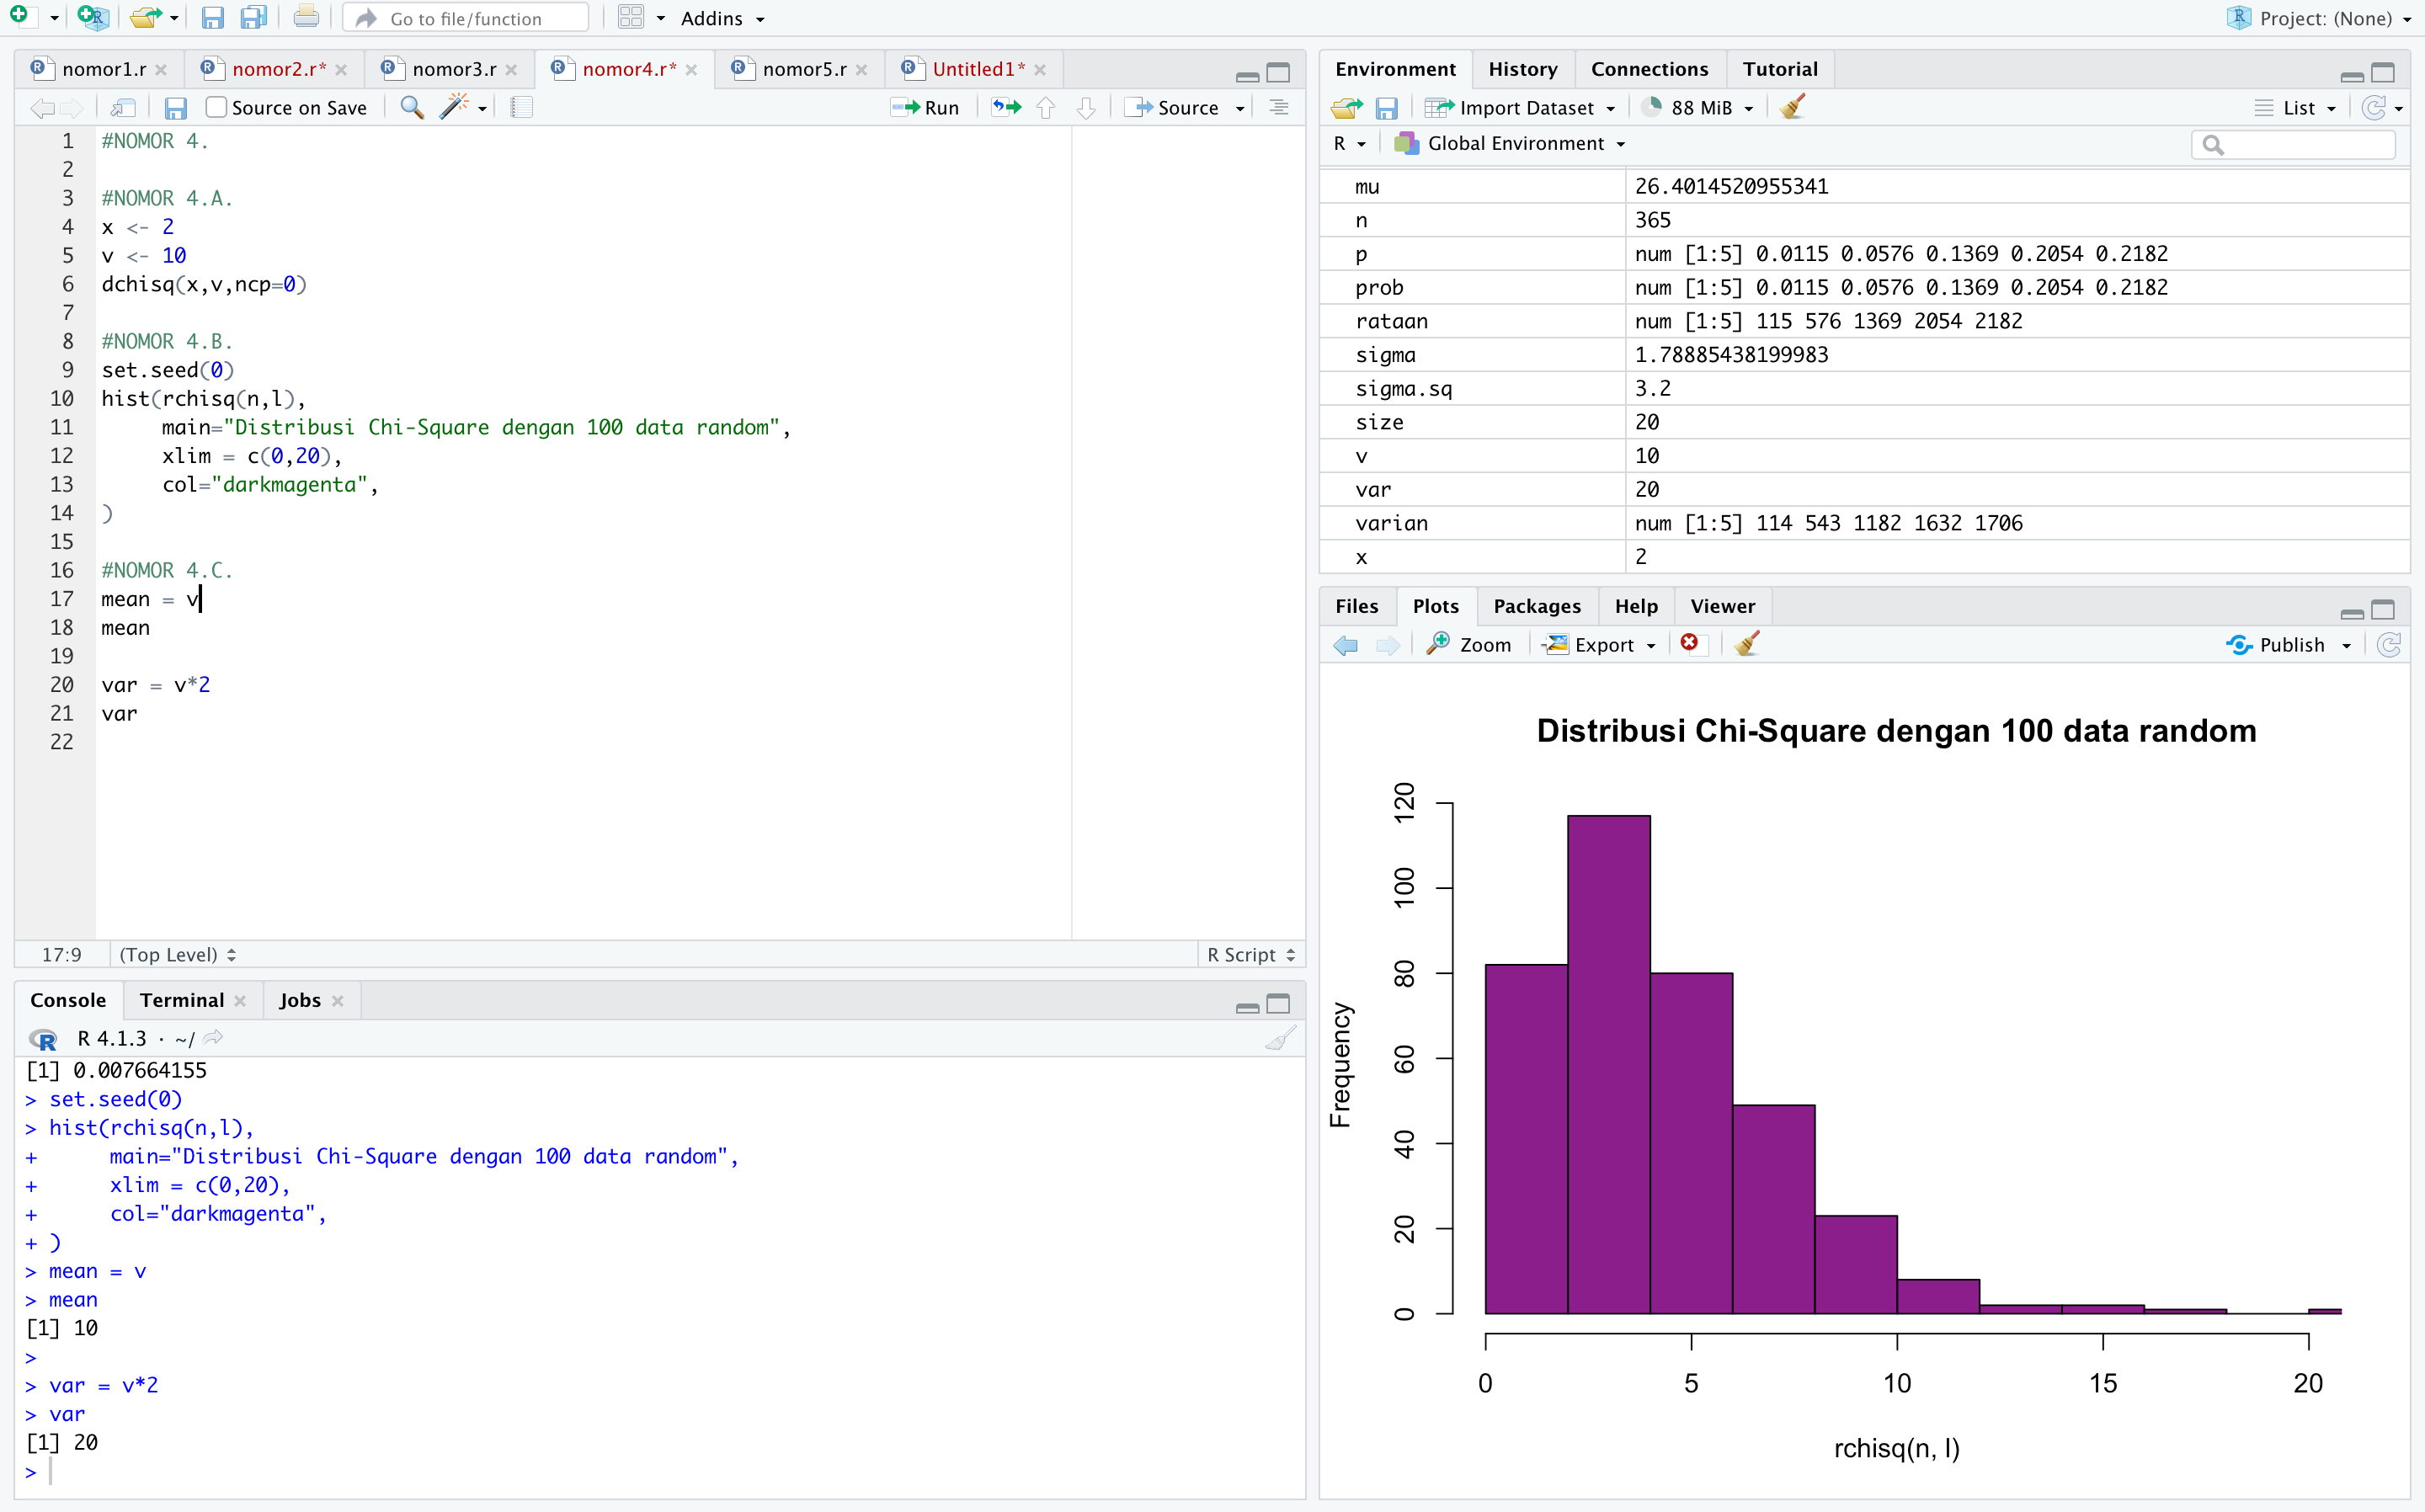 Go to file/function
Addins
Project: (None)
nomor1.r
nomor2.r*
nomor3.r
nomor4.r*
nomor5.r
Untitled1*
Source on Save
Run
Source
1 #NOMOR 4.
2
3 #NOMOR 4.A.
4 x <- 2
5 v <- 10
6 dchisq(x,v,ncp=0)
7
8 #NOMOR 4.B.
9 set.seed(0)
10 hist(rchisq(n,l),
11 main="Distribusi Chi-Square dengan 100 data random",
12 xlim = c(0,20),
13 col="darkmagenta",
14 )
15
16 #NOMOR 4.C.
17 mean = v
18 mean
19
20 var = v*2
21 var
22
17:9 (Top Level) R Script
Console Terminal Jobs
R 4.1.3 · ~/
[1] 0.007664155
> set.seed(0)
> hist(rchisq(n,l),
+ main="Distribusi Chi-Square dengan 100 data random",
+ xlim = c(0,20),
+ col="darkmagenta",
+ )
> mean = v
> mean
[1] 10
>
> var = v*2
> var
[1] 20
>
Environment History Connections Tutorial
Import Dataset 88 MiB List
R Global Environment
mu 26.4014520955341
n 365
p num [1:5] 0.0115 0.0576 0.1369 0.2054 0.2182
prob num [1:5] 0.0115 0.0576 0.1369 0.2054 0.2182
rataan num [1:5] 115 576 1369 2054 2182
sigma 1.78885438199983
sigma.sq 3.2
size 20
v 10
var 20
varian num [1:5] 114 543 1182 1632 1706
x 2
Files Plots Packages Help Viewer
Zoom Export Publish
Distribusi Chi-Square dengan 100 data random
Frequency
120
100
80
60
40
20
0
0 5 10 15 20
rchisq(n, l)